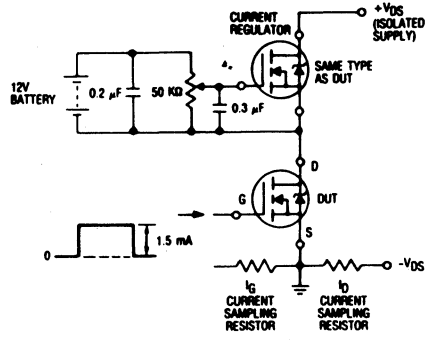 CURRENT
REGULATOR
+VDS
(ISOLATED
SUPPLY)
12V
BATTERY
0.2 µF
50 KΩ
0.3 µF
SAME TYPE
AS DUT
D
G
DUT
S
0
1.5 mA
-VDS
IG
CURRENT
SAMPLING
RESISTOR
ID
CURRENT
SAMPLING
RESISTOR